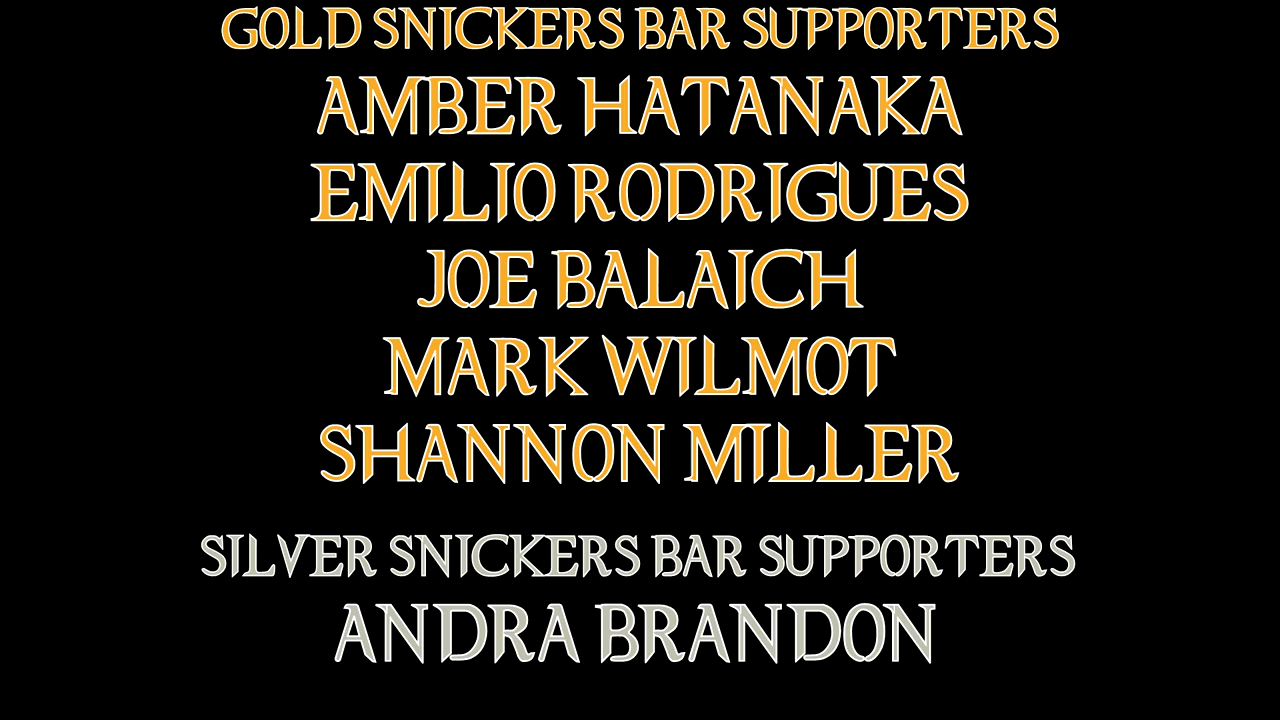 GOLD SNICKERS BAR SUPPORTERS
AMBER HATANAKA
EMILIO RODRIGUES
JOE BALAICH
MARK WILMOT
SHANNON MILLER
SILVER SNICKERS BAR SUPPORTERS
ANDRA BRANDON